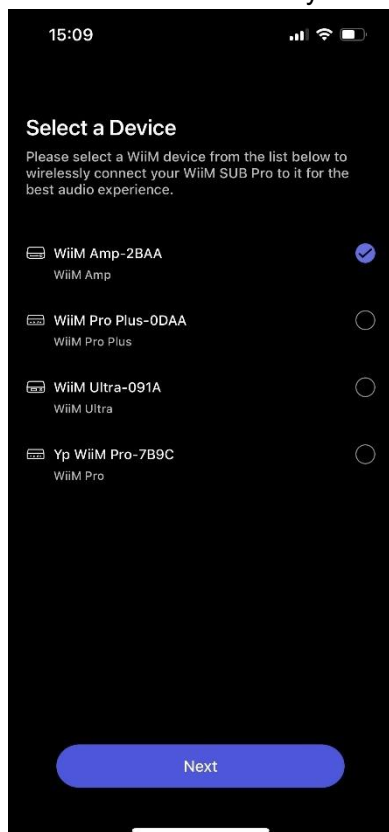 15:09
Select a Device
Please select a WiiM device from the list below to
wirelessly connect your WiiM SUB Pro to it for the
best audio experience.
WiiM Amp-2BAA
WiiM Amp
WiiM Pro Plus-0DAA
WiiM Pro Plus
WiiM Ultra-091A
WiiM Ultra
Yp WiiM Pro-7B9C
WiiM Pro
Next